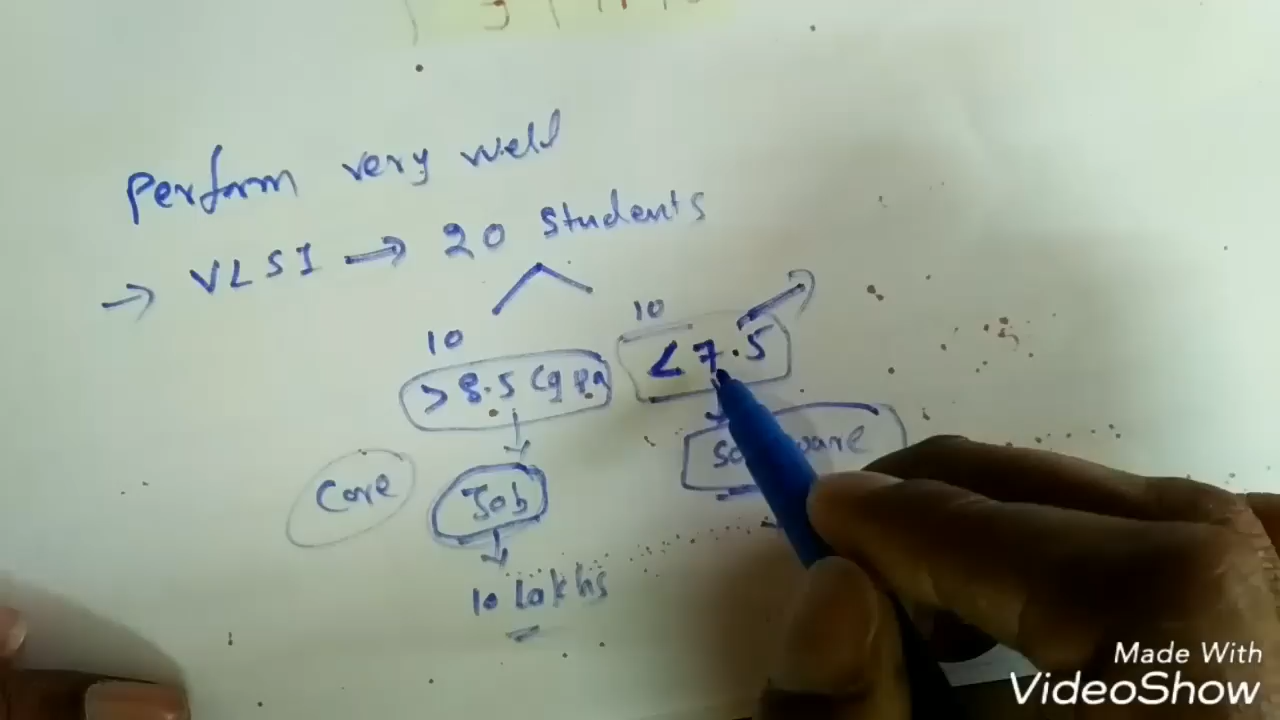 Perform very well
→ VLSI → 20 Students
10 10
> 8.5 Cgpa < 7.5
Core Job
10 Lakhs
Made With
VideoShow